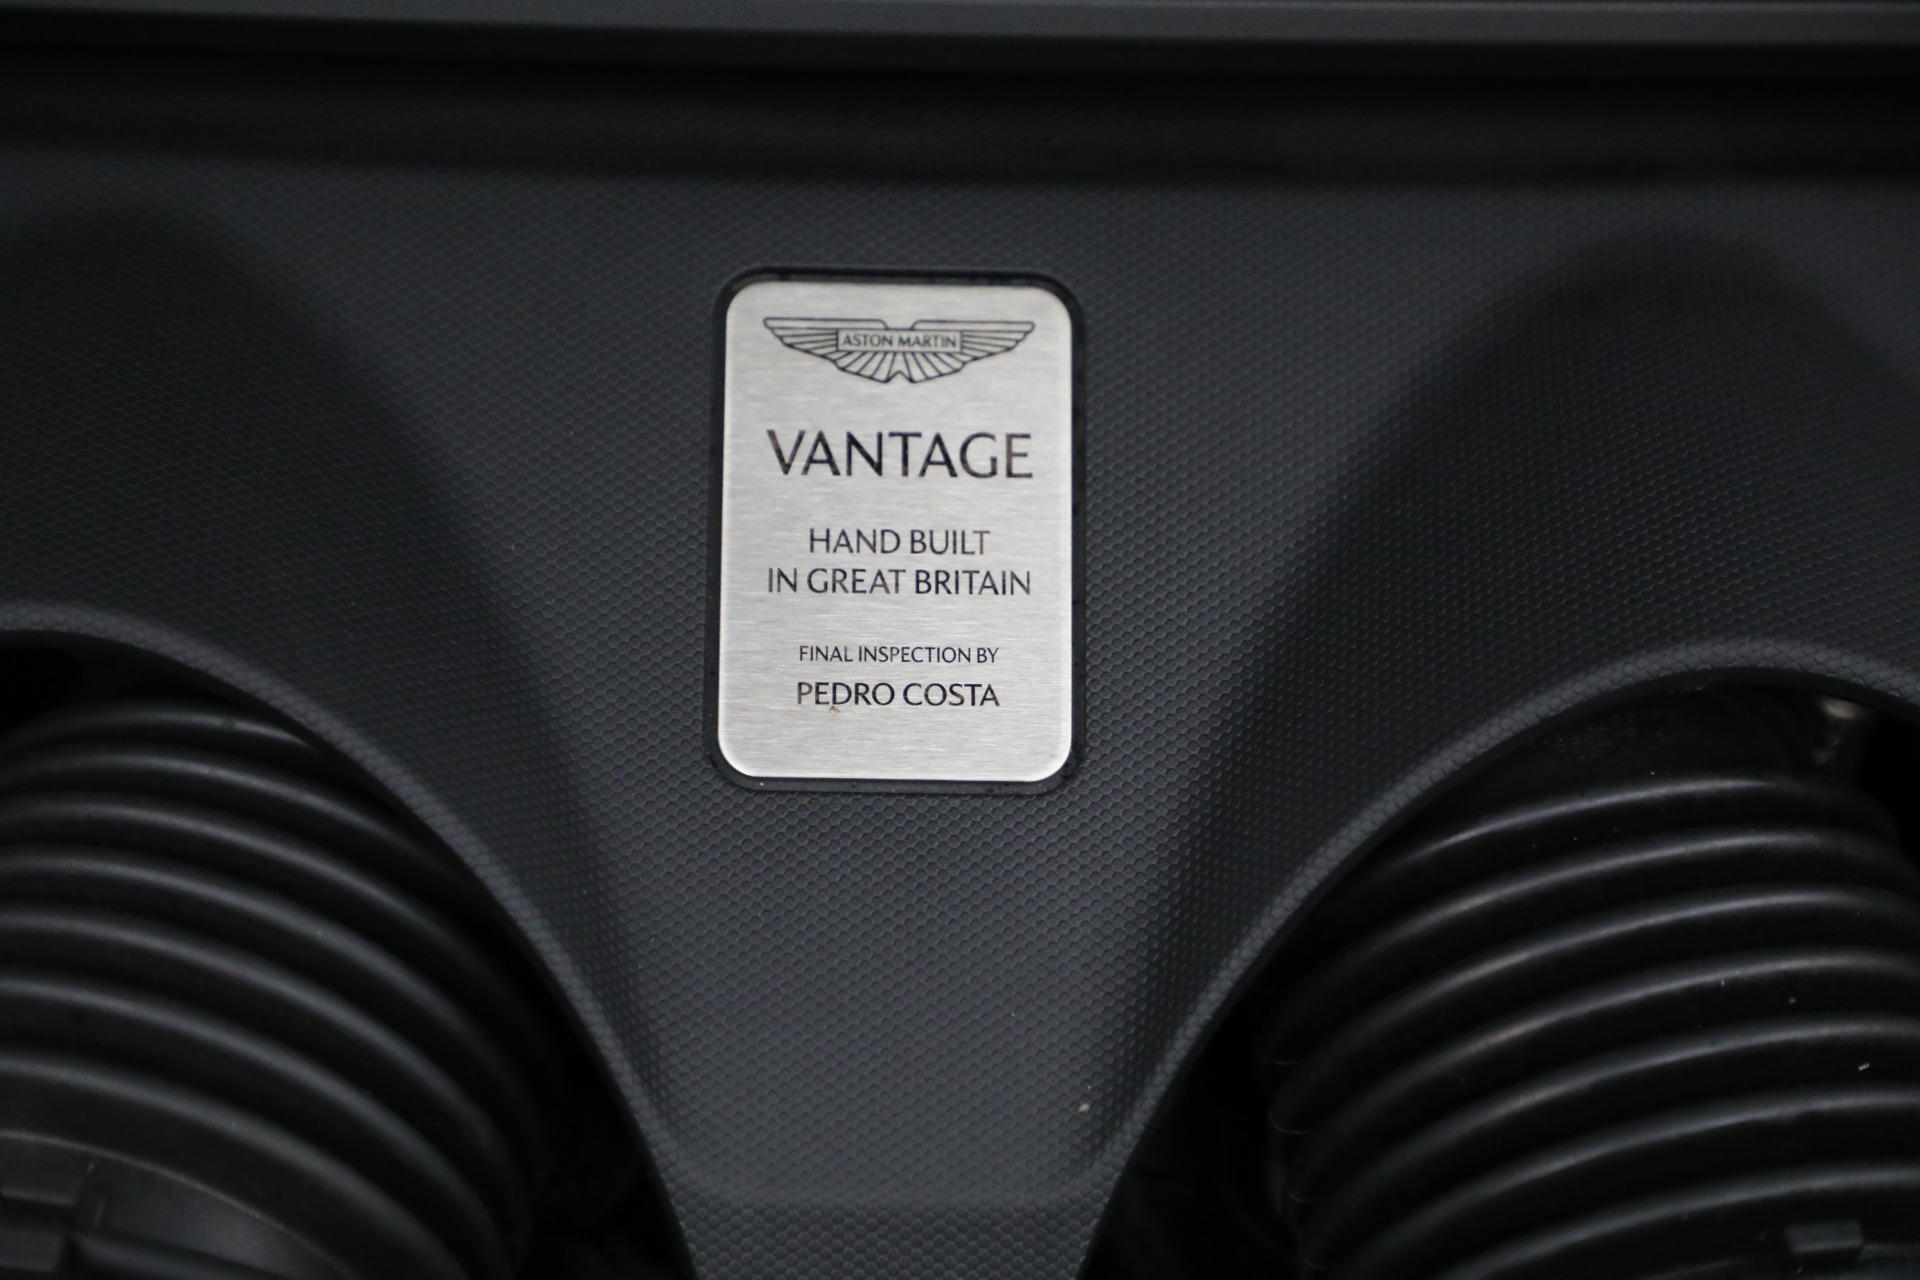 ASTON MARTIN
VANTAGE
HAND BUILT
IN GREAT BRITAIN
FINAL INSPECTION BY
PEDRO COSTA